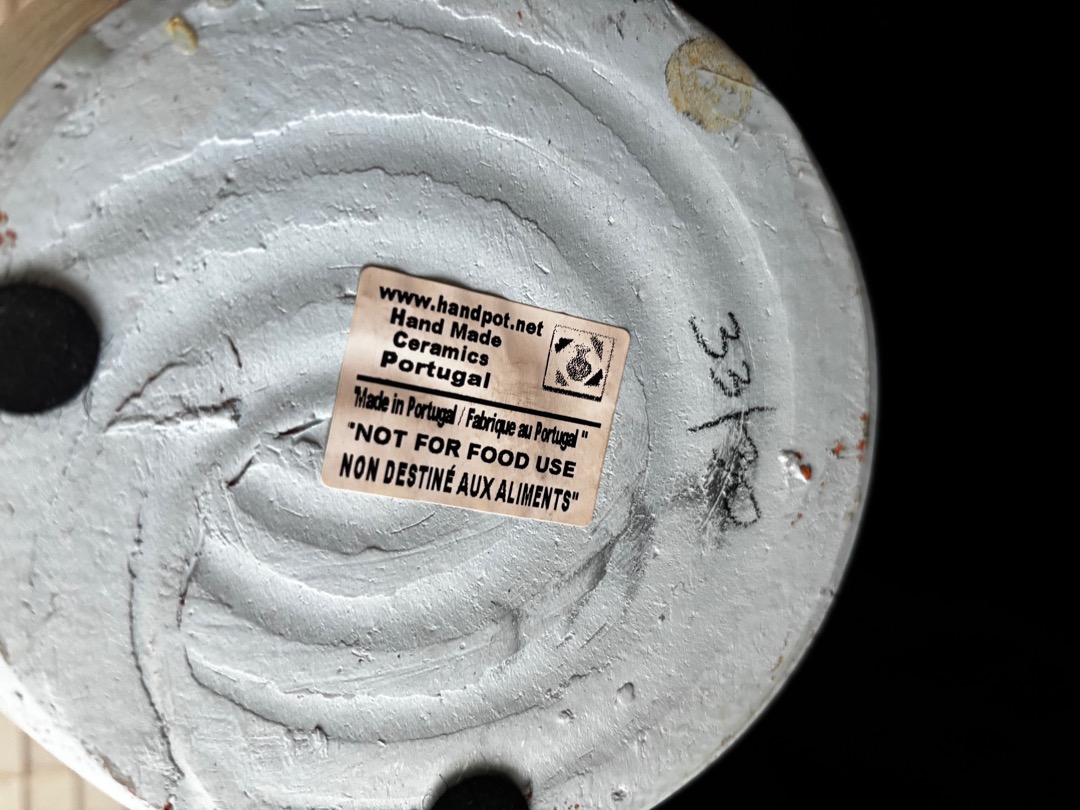 www.handpot.net
Hand Made
Ceramics
Portugal
"Made in Portugal / Fabrique au Portugal "
"NOT FOR FOOD USE
NON DESTINÉ AUX ALIMENTS"